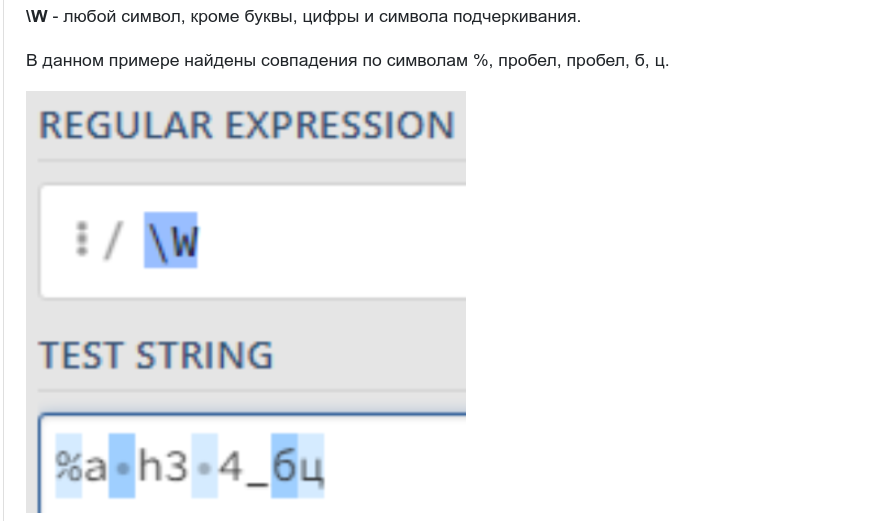 \W - любой символ, кроме буквы, цифры и символа подчеркивания.
В данном примере найдены совпадения по символам %, пробел, пробел, б, ц.
REGULAR EXPRESSION
⋮ / \W
TEST STRING
%a·h3·4_бц